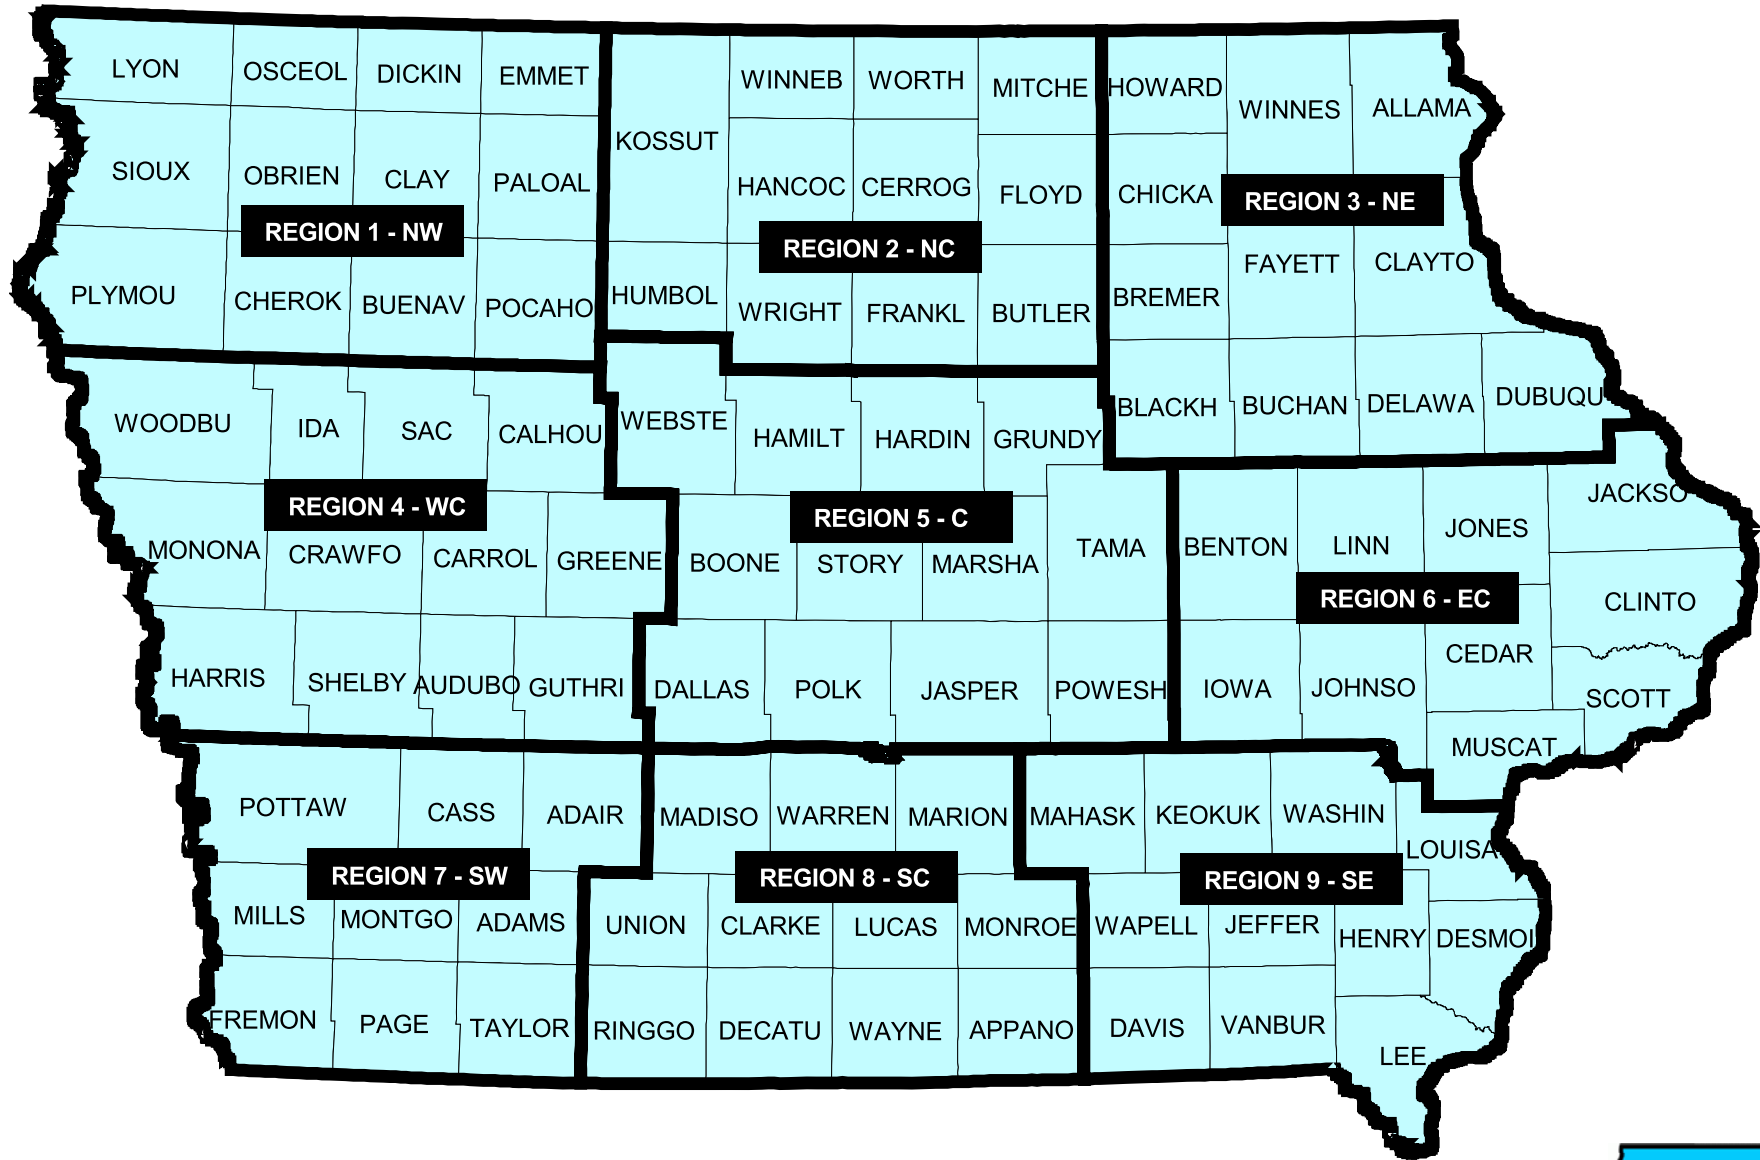 LYON OSCEOL DICKIN EMMET WINNEB WORTH MITCHE HOWARD WINNES ALLAMA
KOSSUT
SIOUX OBRIEN CLAY PALOAL HANCOC CERROG FLOYD CHICKA
REGION 3 - NE
REGION 1 - NW
REGION 2 - NC
PLYMOU CHEROK BUENAV POCAHO HUMBOL WRIGHT FRANKL BUTLER BREMER FAYETT CLAYTO
WOODBU IDA SAC CALHOU WEBSTE HAMILT HARDIN GRUNDY BLACKH BUCHAN DELAWA DUBUQU
REGION 4 - WC
REGION 5 - C
JACKSO
MONONA CRAWFO CARROL GREENE BOONE STORY MARSHA TAMA BENTON LINN JONES
REGION 6 - EC
CLINTO
HARRIS SHELBY AUDUBO GUTHRI DALLAS POLK JASPER POWESH IOWA JOHNSO CEDAR SCOTT
MUSCAT
POTTAW CASS ADAIR MADISO WARREN MARION MAHASK KEOKUK WASHIN
LOUISA
REGION 7 - SW
REGION 8 - SC
REGION 9 - SE
MILLS MONTGO ADAMS UNION CLARKE LUCAS MONROE WAPELL JEFFER HENRY DESMOI
FREMON PAGE TAYLOR RINGGO DECATU WAYNE APPANO DAVIS VANBUR
LEE